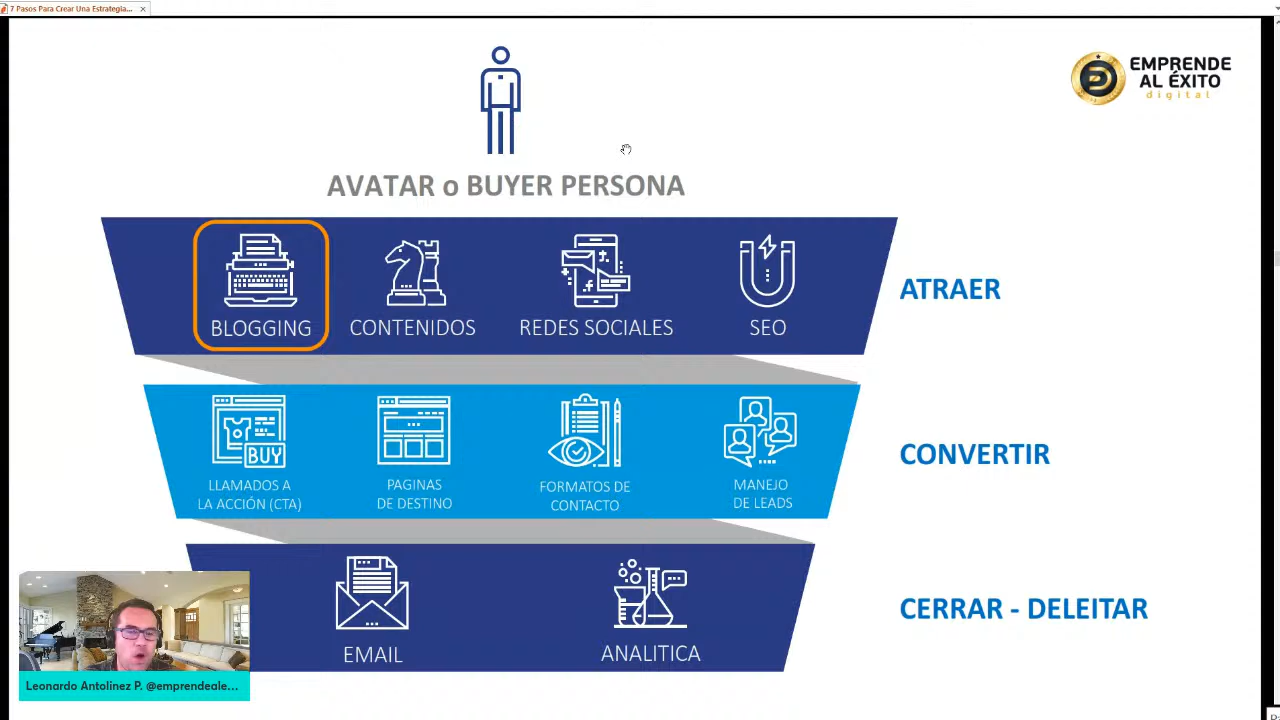 7 Pasos Para Crear Una Estrategia...
EMPRENDE
AL ÉXITO
digital
AVATAR o BUYER PERSONA
BLOGGING
CONTENIDOS
REDES SOCIALES
SEO
ATRAER
BUY
LLAMADOS A
LA ACCIÓN (CTA)
PAGINAS
DE DESTINO
FORMATOS DE
CONTACTO
MANEJO
DE LEADS
CONVERTIR
EMAIL
ANALITICA
CERRAR - DELEITAR
Leonardo Antolinez P. @emprendeale...